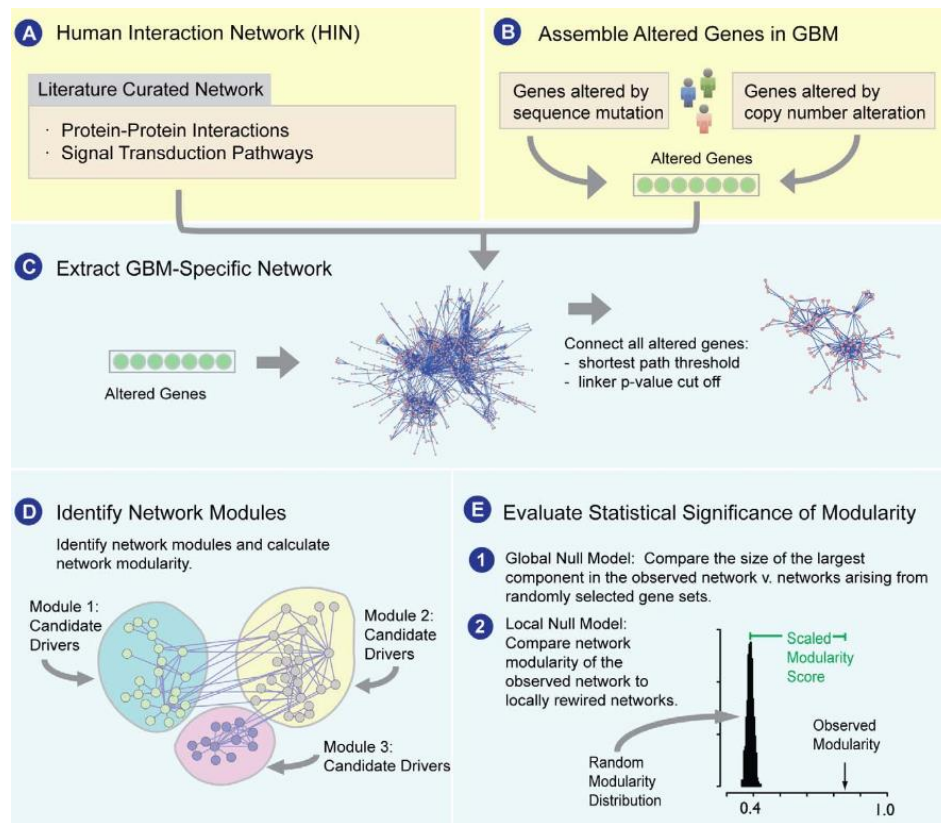 A Human Interaction Network (HIN)
Literature Curated Network
· Protein-Protein Interactions
· Signal Transduction Pathways
B Assemble Altered Genes in GBM
Genes altered by
sequence mutation
Genes altered by
copy number alteration
Altered Genes
C Extract GBM-Specific Network
Altered Genes
Connect all altered genes:
- shortest path threshold
- linker p-value cut off
D Identify Network Modules
Identify network modules and calculate
network modularity.
Module 1:
Candidate
Drivers
Module 2:
Candidate
Drivers
Module 3:
Candidate Drivers
E Evaluate Statistical Significance of Modularity
1 Global Null Model: Compare the size of the largest
component in the observed network v. networks arising from
randomly selected gene sets.
2 Local Null Model:
Compare network
modularity of the
observed network to
locally rewired networks.
Scaled
Modularity
Score
Observed
Modularity
Random
Modularity
Distribution
0.4 1.0